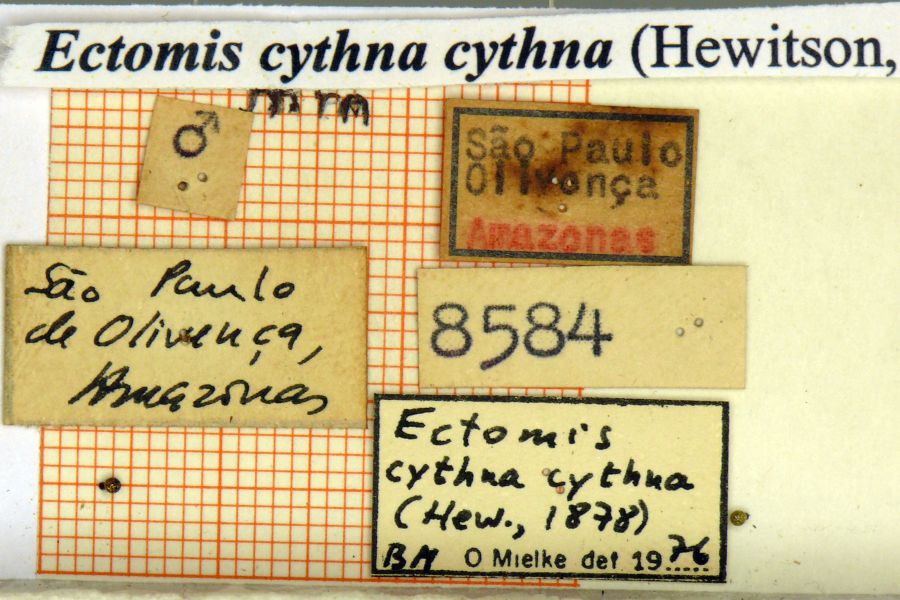 Ectomis cythna cythna (Hewitson,
mm
♂
São Paulo
Olivença
Amazonas
São Paulo
de Olivença,
Amazonas
8584
Ectomis
cythna cythna
(Hew., 1878)
BM O Mielke det 1976